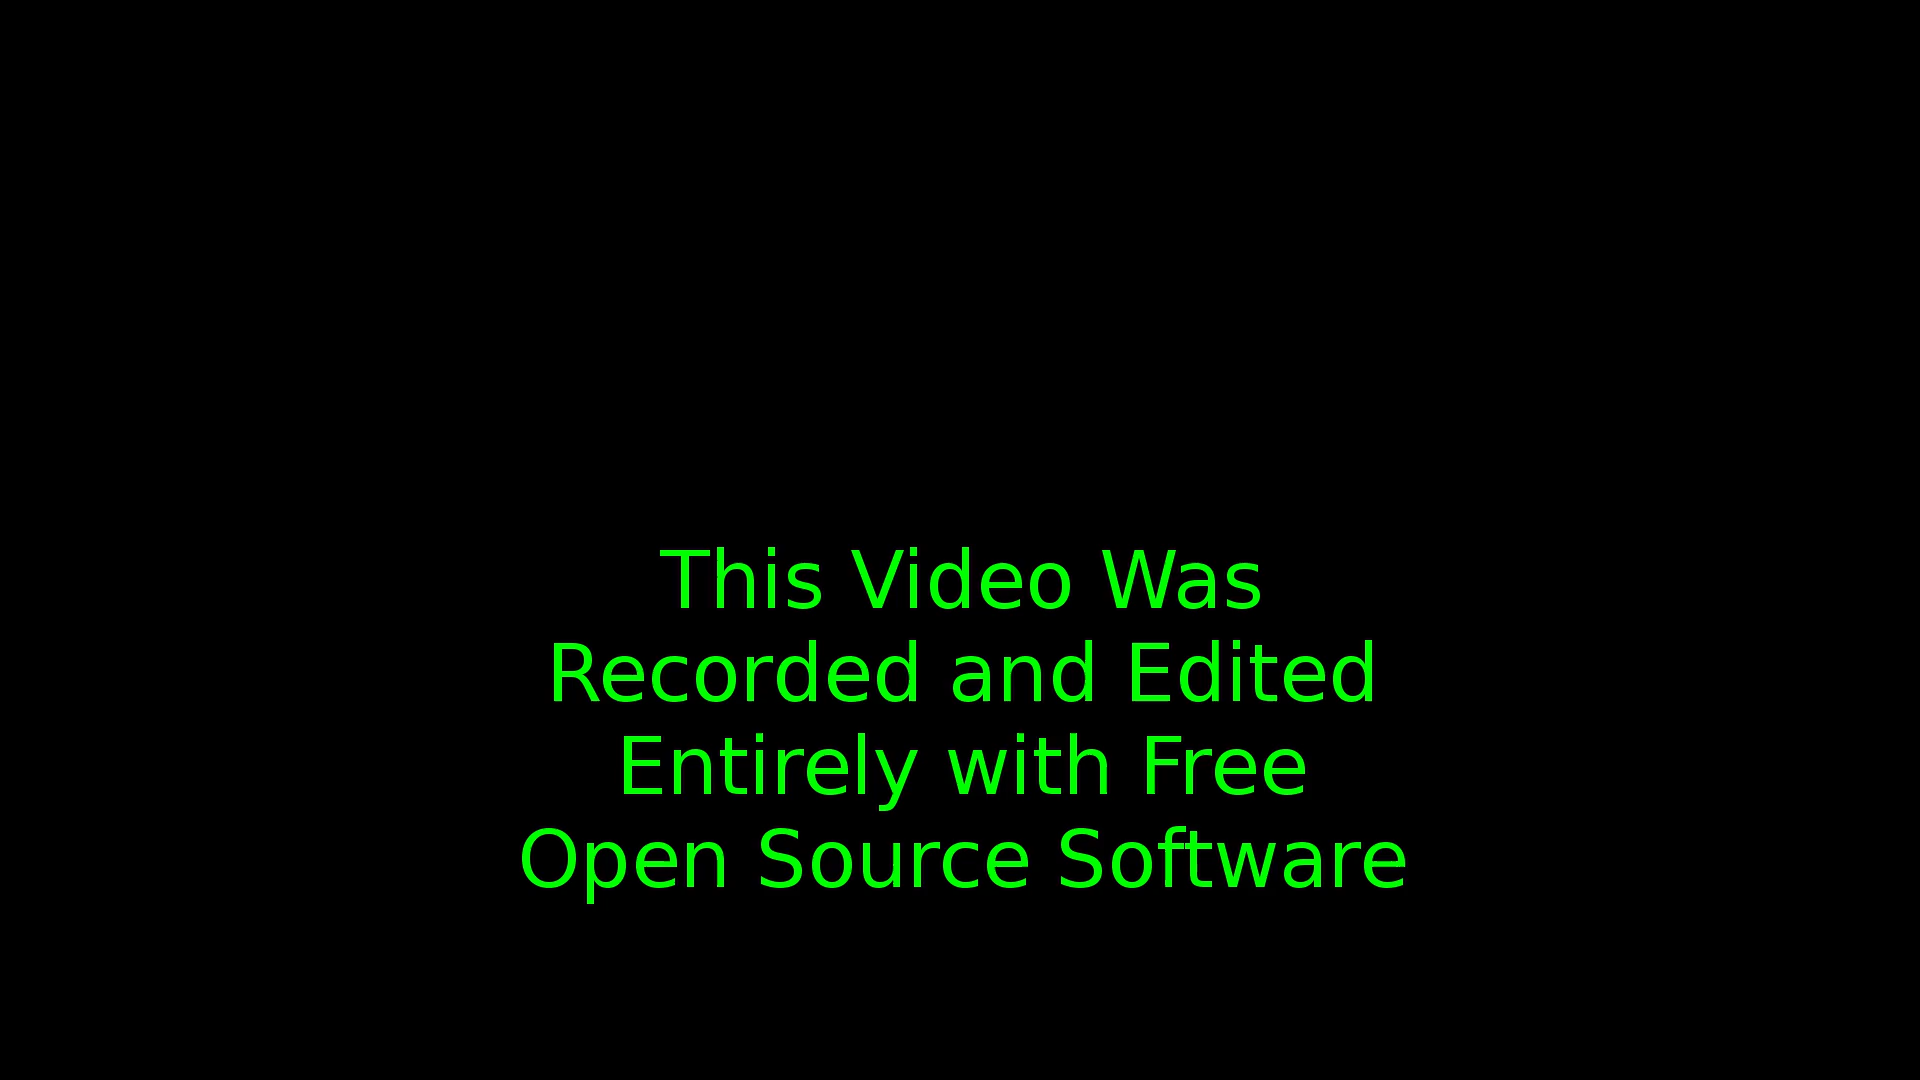 This Video Was
Recorded and Edited
Entirely with Free
Open Source Software